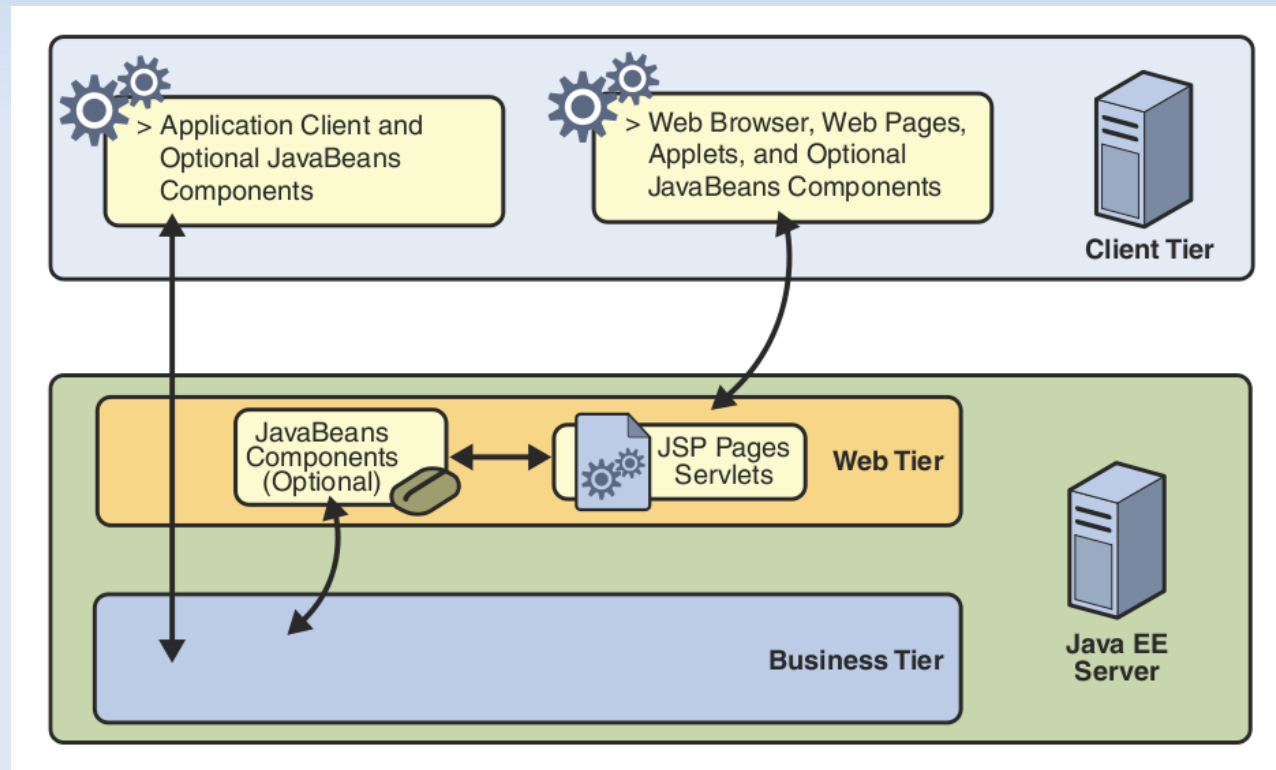 > Application Client and
Optional JavaBeans
Components
> Web Browser, Web Pages,
Applets, and Optional
JavaBeans Components
Client Tier
JavaBeans
Components
(Optional)
JSP Pages
Servlets
Web Tier
Business Tier
Java EE
Server